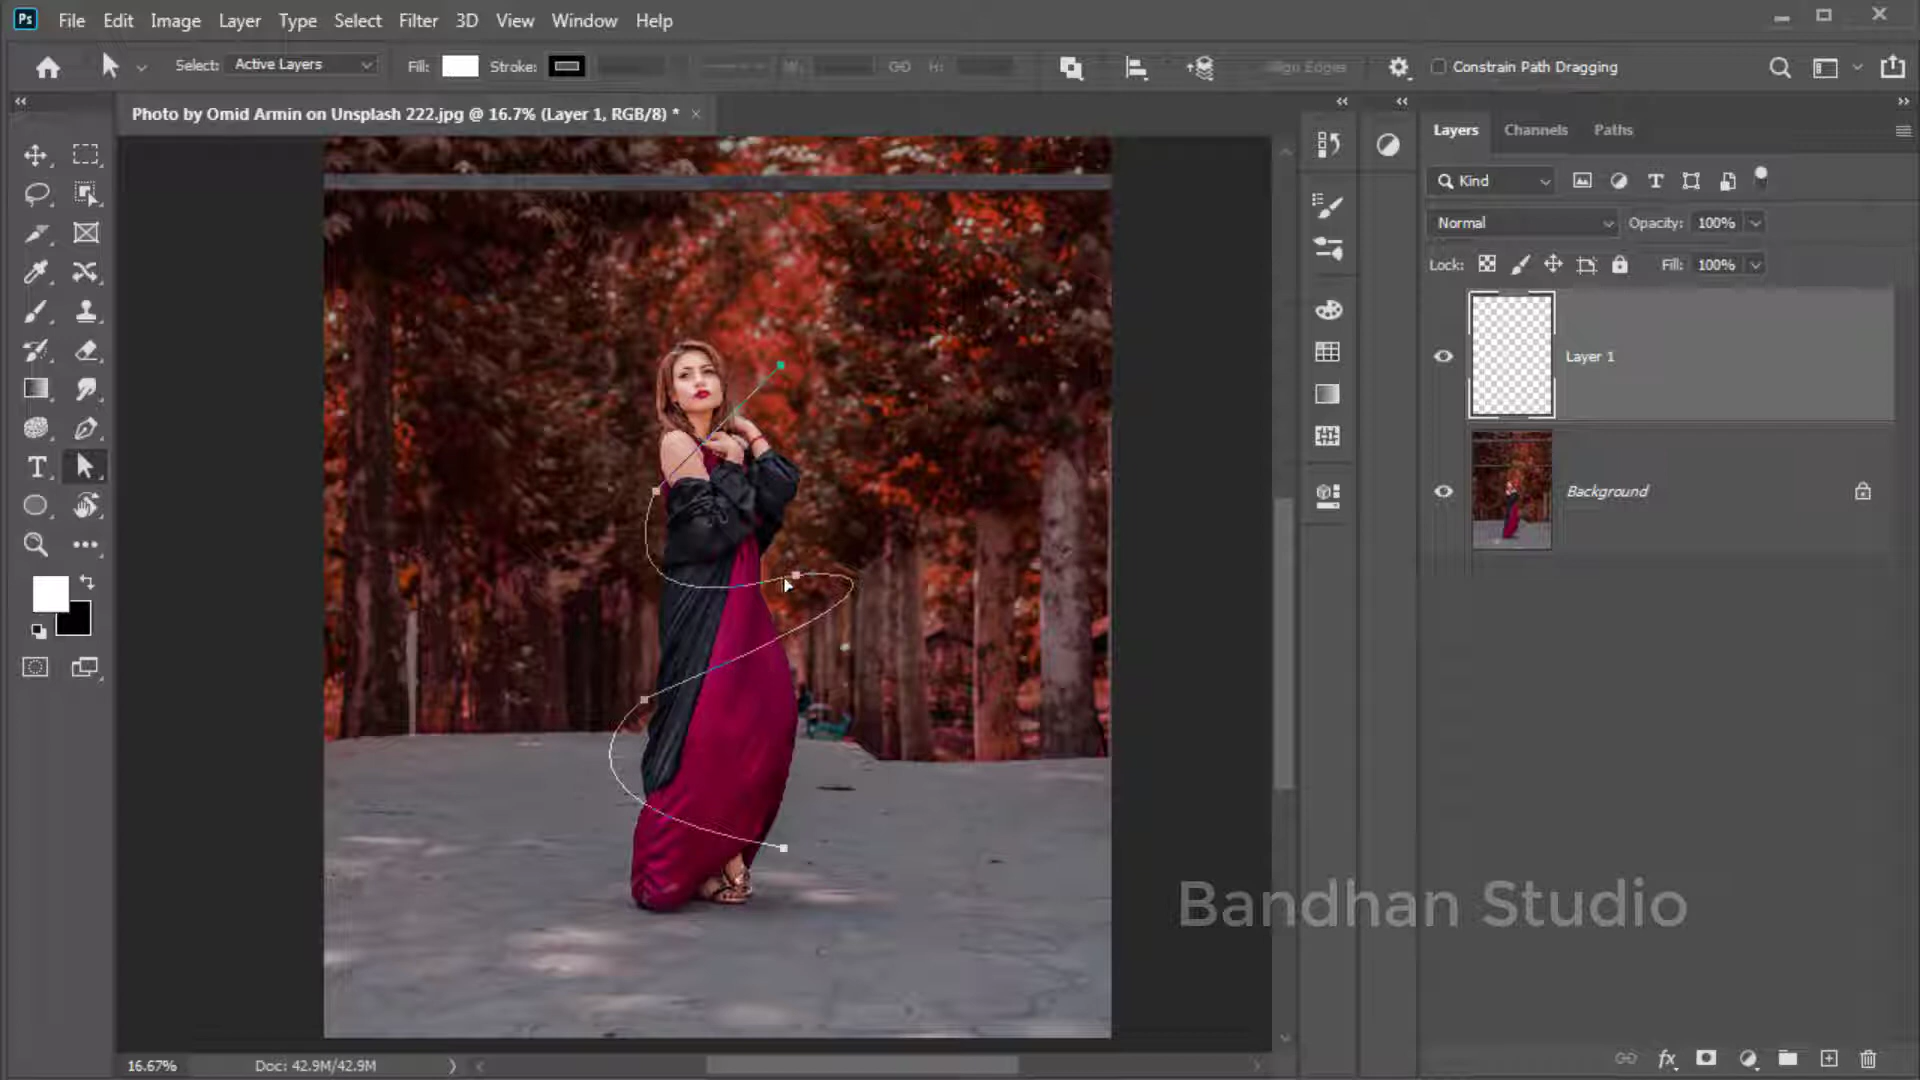 Ps File Edit Image Layer Type Select Filter 3D View Window Help
Select: Active Layers Fill: Stroke: W: GO H: Align Edges Constrain Path Dragging
Photo by Omid Armin on Unsplash 222.jpg @ 16.7% (Layer 1, RGB/8) * ×
Layers Channels Paths
Kind
Normal Opacity: 100%
Lock: Fill: 100%
Layer 1
Background
Bandhan Studio
16.67% Doc: 42.9M/42.9M